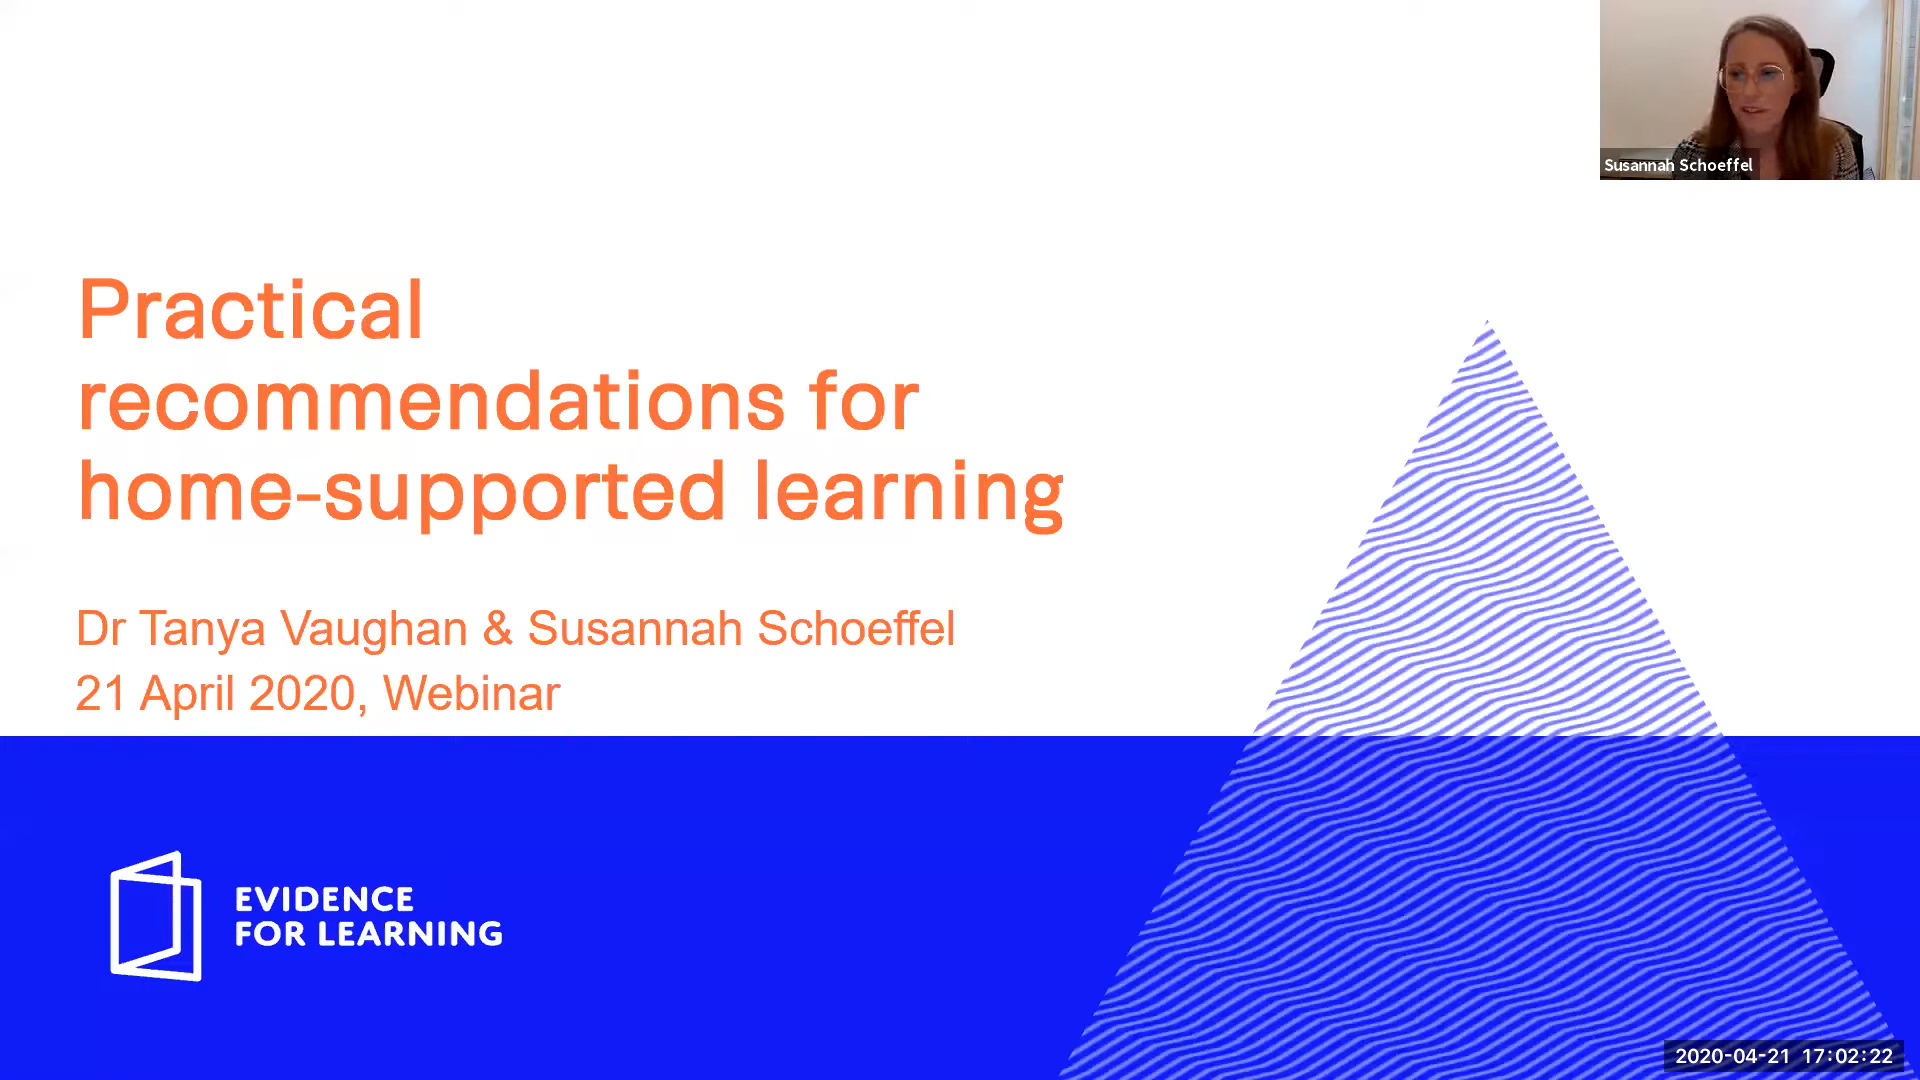 Susannah Schoeffel
Practical
recommendations for
home-supported learning
Dr Tanya Vaughan & Susannah Schoeffel
21 April 2020, Webinar
EVIDENCE
FOR LEARNING
2020-04-21 17:02:22